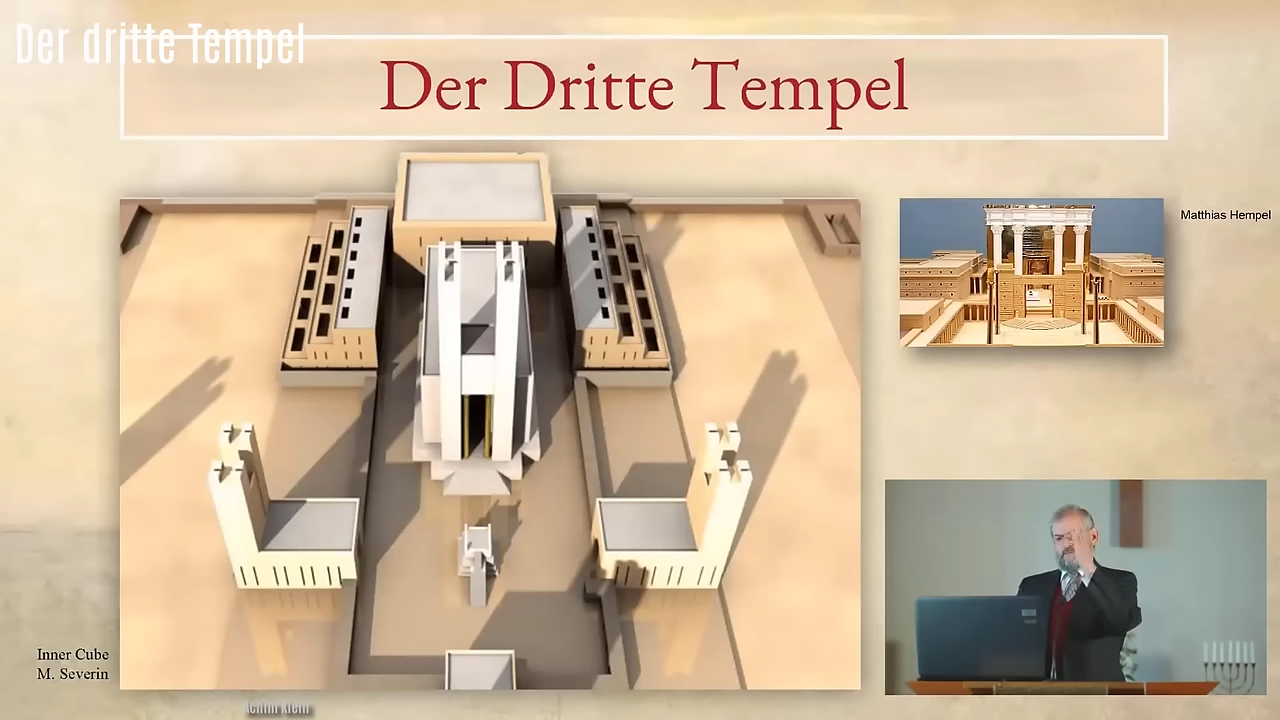 Der dritte Tempel
Der Dritte Tempel
Matthias Hempel
Inner Cube
M. Severin